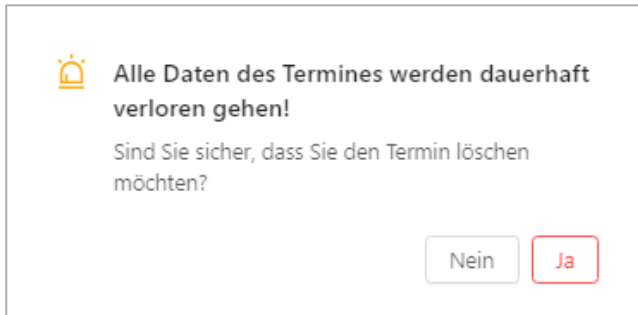 Alle Daten des Termines werden dauerhaft
verloren gehen!
Sind Sie sicher, dass Sie den Termin löschen
möchten?
Nein
Ja